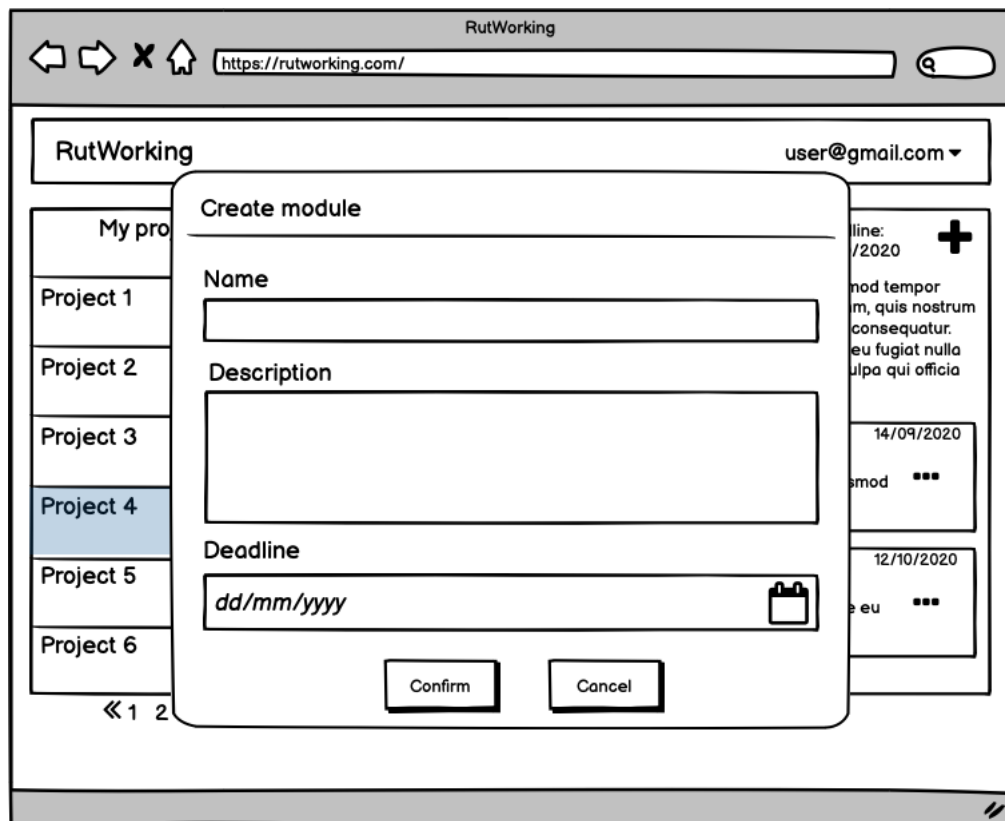 RutWorking
https://rutworking.com/
RutWorking
user@gmail.com
My pro
Create module
Name
Description
Deadline
dd/mm/yyyy
Confirm
Cancel
Project 1
Project 2
Project 3
Project 4
Project 5
Project 6
1 2
line:
/2020
mod tempor
m, quis nostrum
consequatur.
eu fugiat nulla
ulpa qui officia
14/09/2020
smod
12/10/2020
e eu